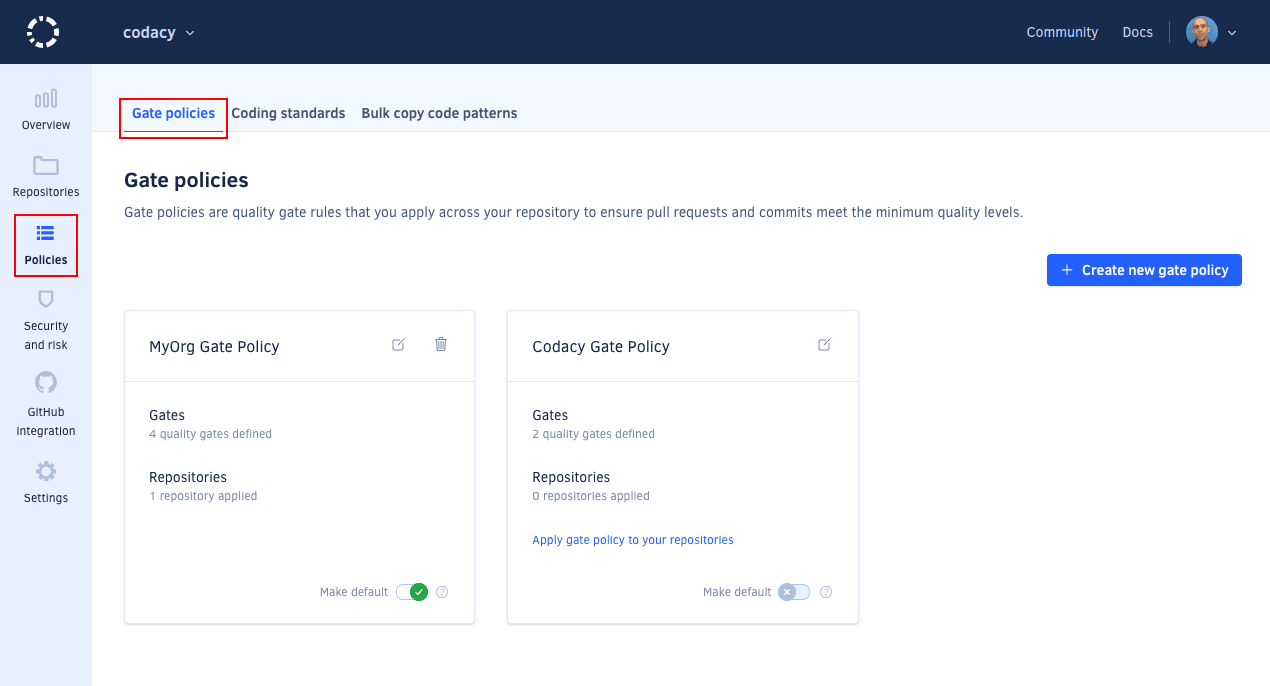 codacy
Community
Docs
Overview
Repositories
Policies
Security
and risk
GitHub
integration
Settings
Gate policies
Coding standards
Bulk copy code patterns
Gate policies
Gate policies are quality gate rules that you apply across your repository to ensure pull requests and commits meet the minimum quality levels.
+ Create new gate policy
MyOrg Gate Policy
Gates
4 quality gates defined
Repositories
1 repository applied
Make default
?
Codacy Gate Policy
Gates
2 quality gates defined
Repositories
0 repositories applied
Apply gate policy to your repositories
Make default
?